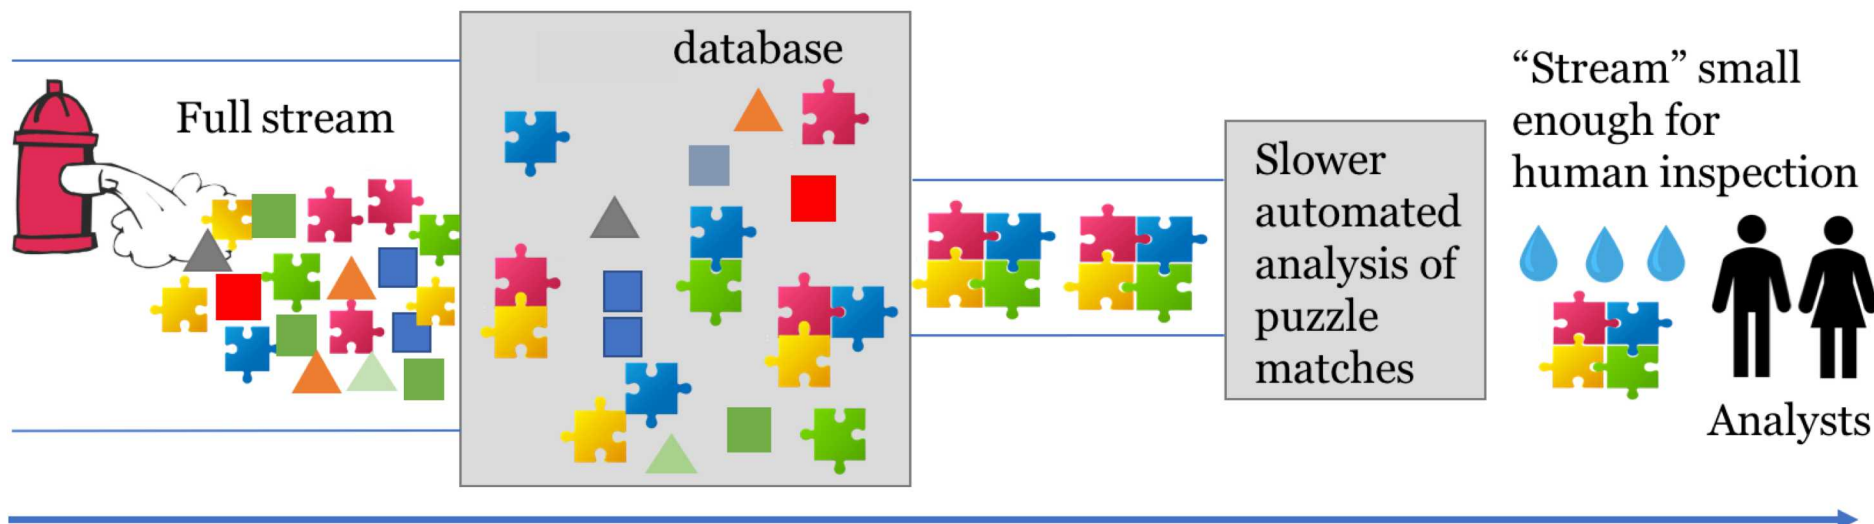 Full stream
database
Slower
automated
analysis of
puzzle
matches
“Stream” small
enough for
human inspection
Analysts